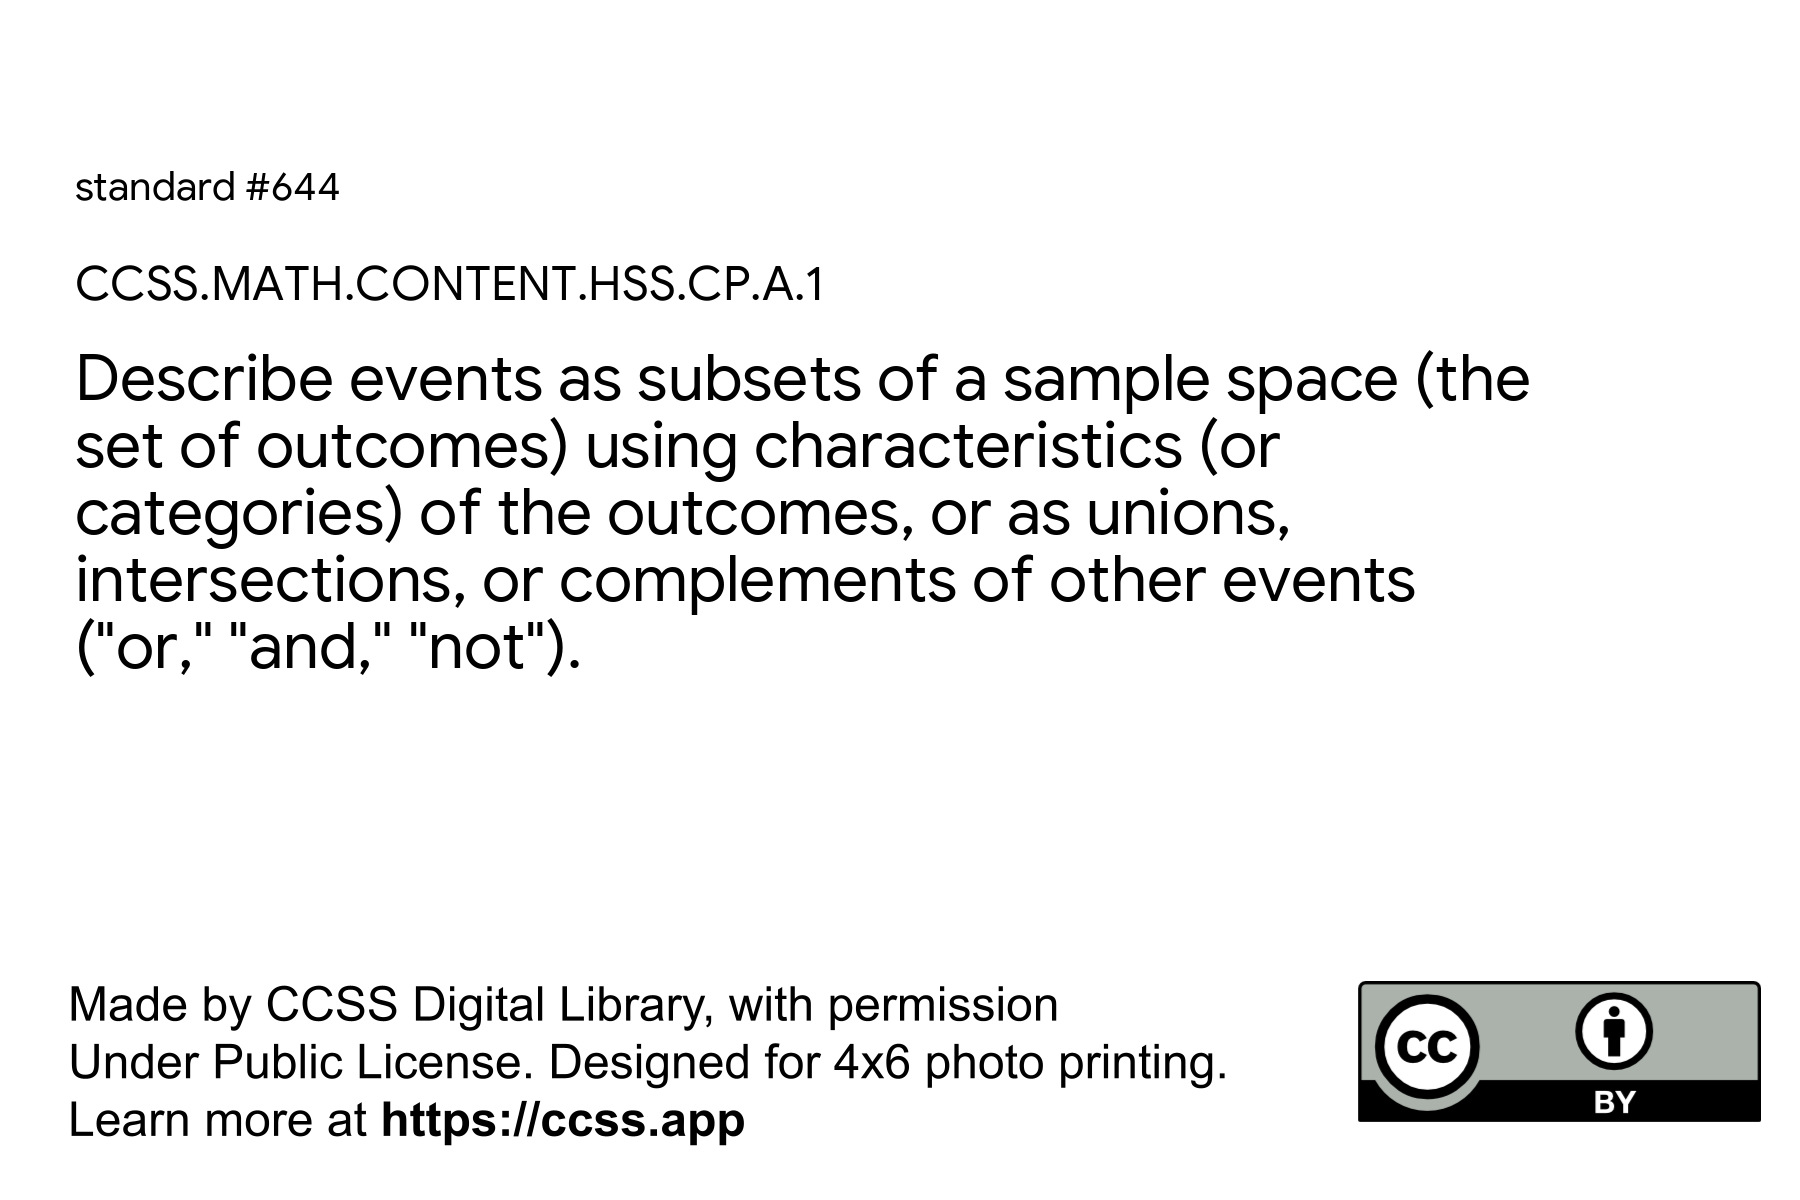 standard #644
CCSS.MATH.CONTENT.HSS.CP.A.1
Describe events as subsets of a sample space (the
set of outcomes) using characteristics (or
categories) of the outcomes, or as unions,
intersections, or complements of other events
("or," "and," "not").
Made by CCSS Digital Library, with permission
Under Public License. Designed for 4x6 photo printing.
Learn more at https://ccss.app
CC
BY